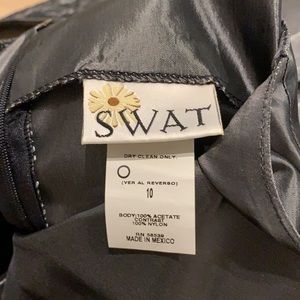 SWAT
DRY CLEAN ONLY
(VER AL REVERSO)
10
BODY:100% ACETATE
CONTRAST
100% NYLON
RN 58539
MADE IN MEXICO